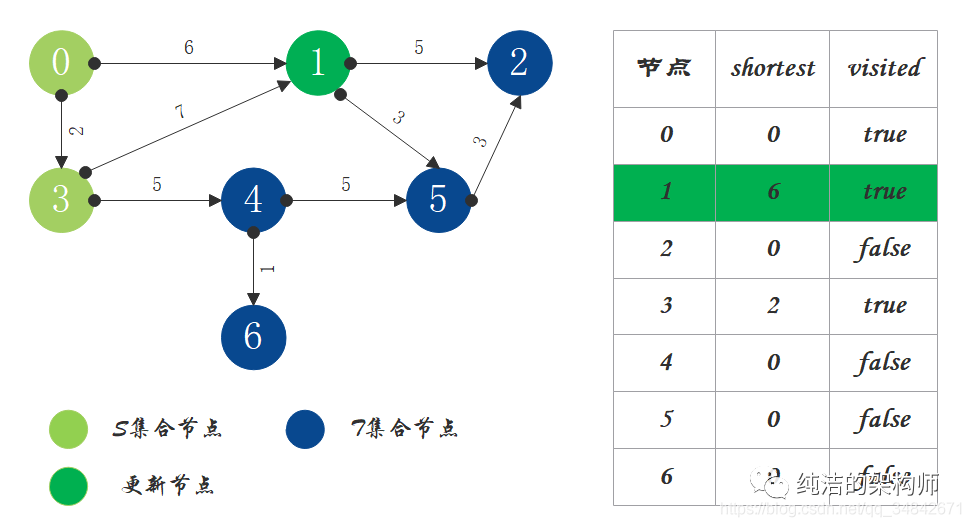 0
6
1
5
2
2
7
3
3
3
5
4
5
5
1
6
S集合节点
T集合节点
更新节点
节点 shortest visited
0 0 true
1 6 true
2 0 false
3 2 true
4 0 false
5 0 false
6 0 false
纯洁的架构师
https://blog.csdn.net/qq_34842671